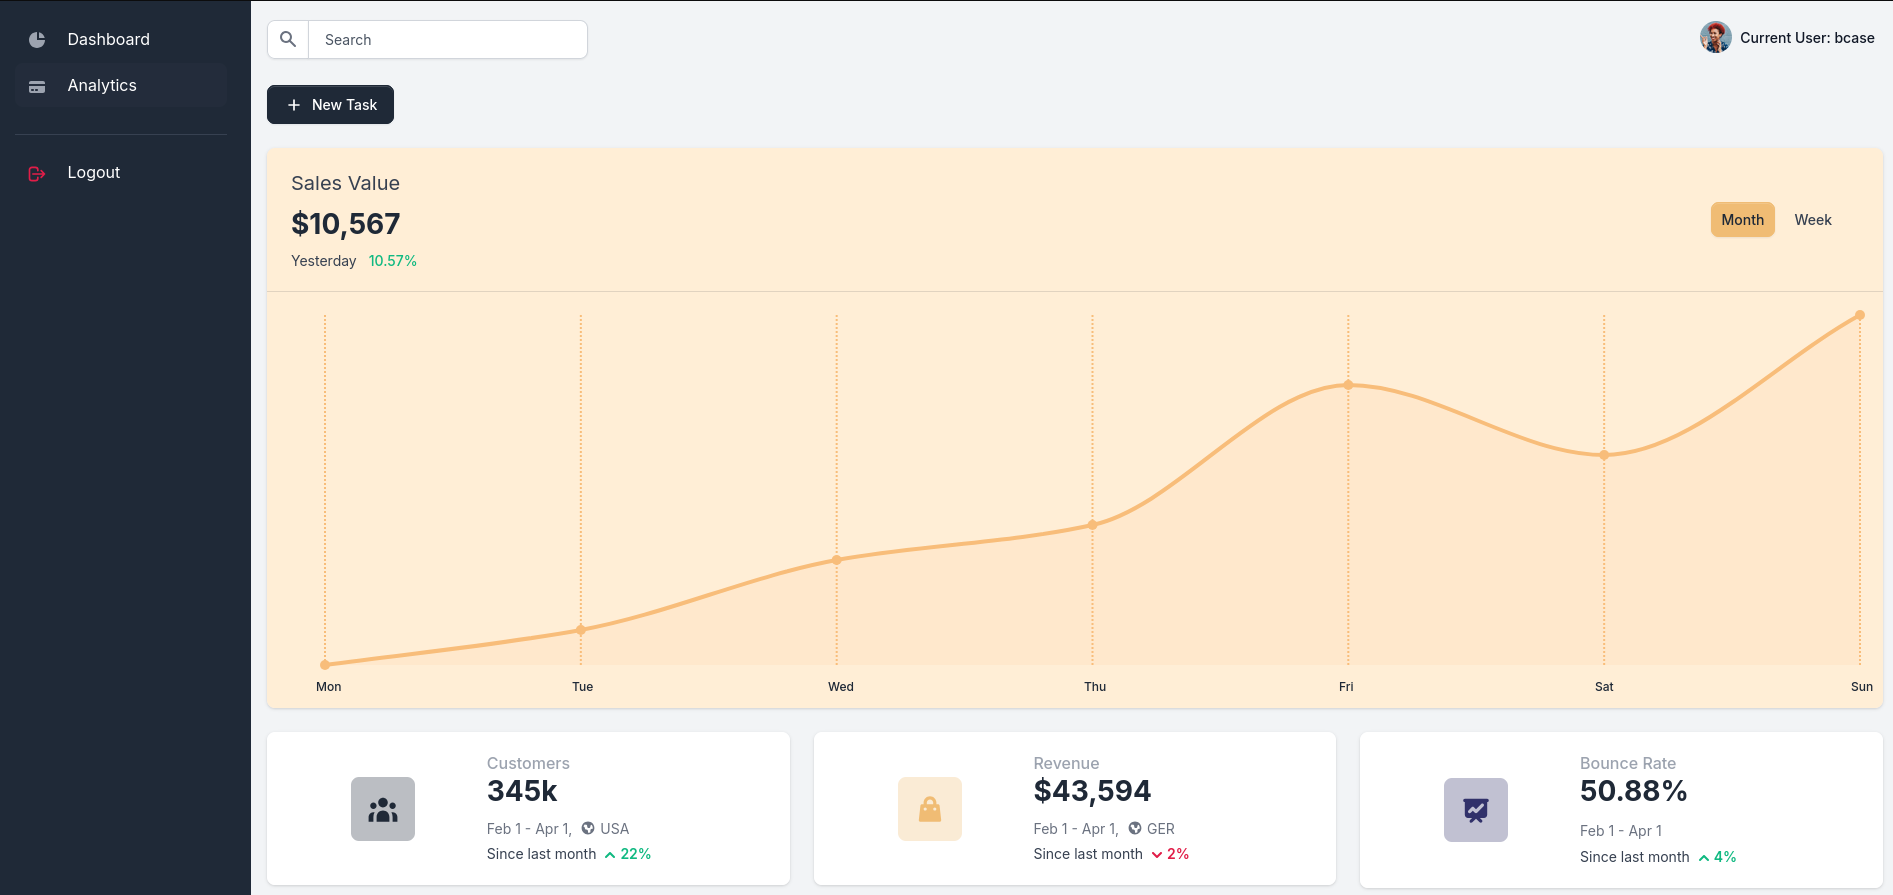 Dashboard
Analytics
Logout
Search
Current User: bcase
New Task
Sales Value
$10,567
Yesterday 10.57%
Month Week
Mon Tue Wed Thu Fri Sat Sun
Customers
345k
Feb 1 - Apr 1, USA
Since last month 22%
Revenue
$43,594
Feb 1 - Apr 1, GER
Since last month 2%
Bounce Rate
50.88%
Feb 1 - Apr 1
Since last month 4%